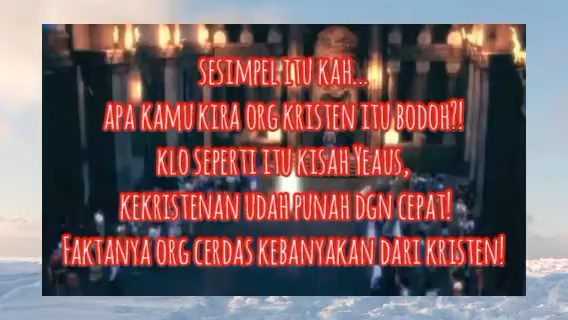 SESIMPEL ITU KAH...
APA KAMU KIRA ORG KRISTEN ITU BODOH?!
KLO SEPERTI ITU KISAH YEAUS,
KEKRISTENAN UDAH PUNAH DGN CEPAT!
FAKTANYA ORG CERDAS KEBANYAKAN DARI KRISTEN!